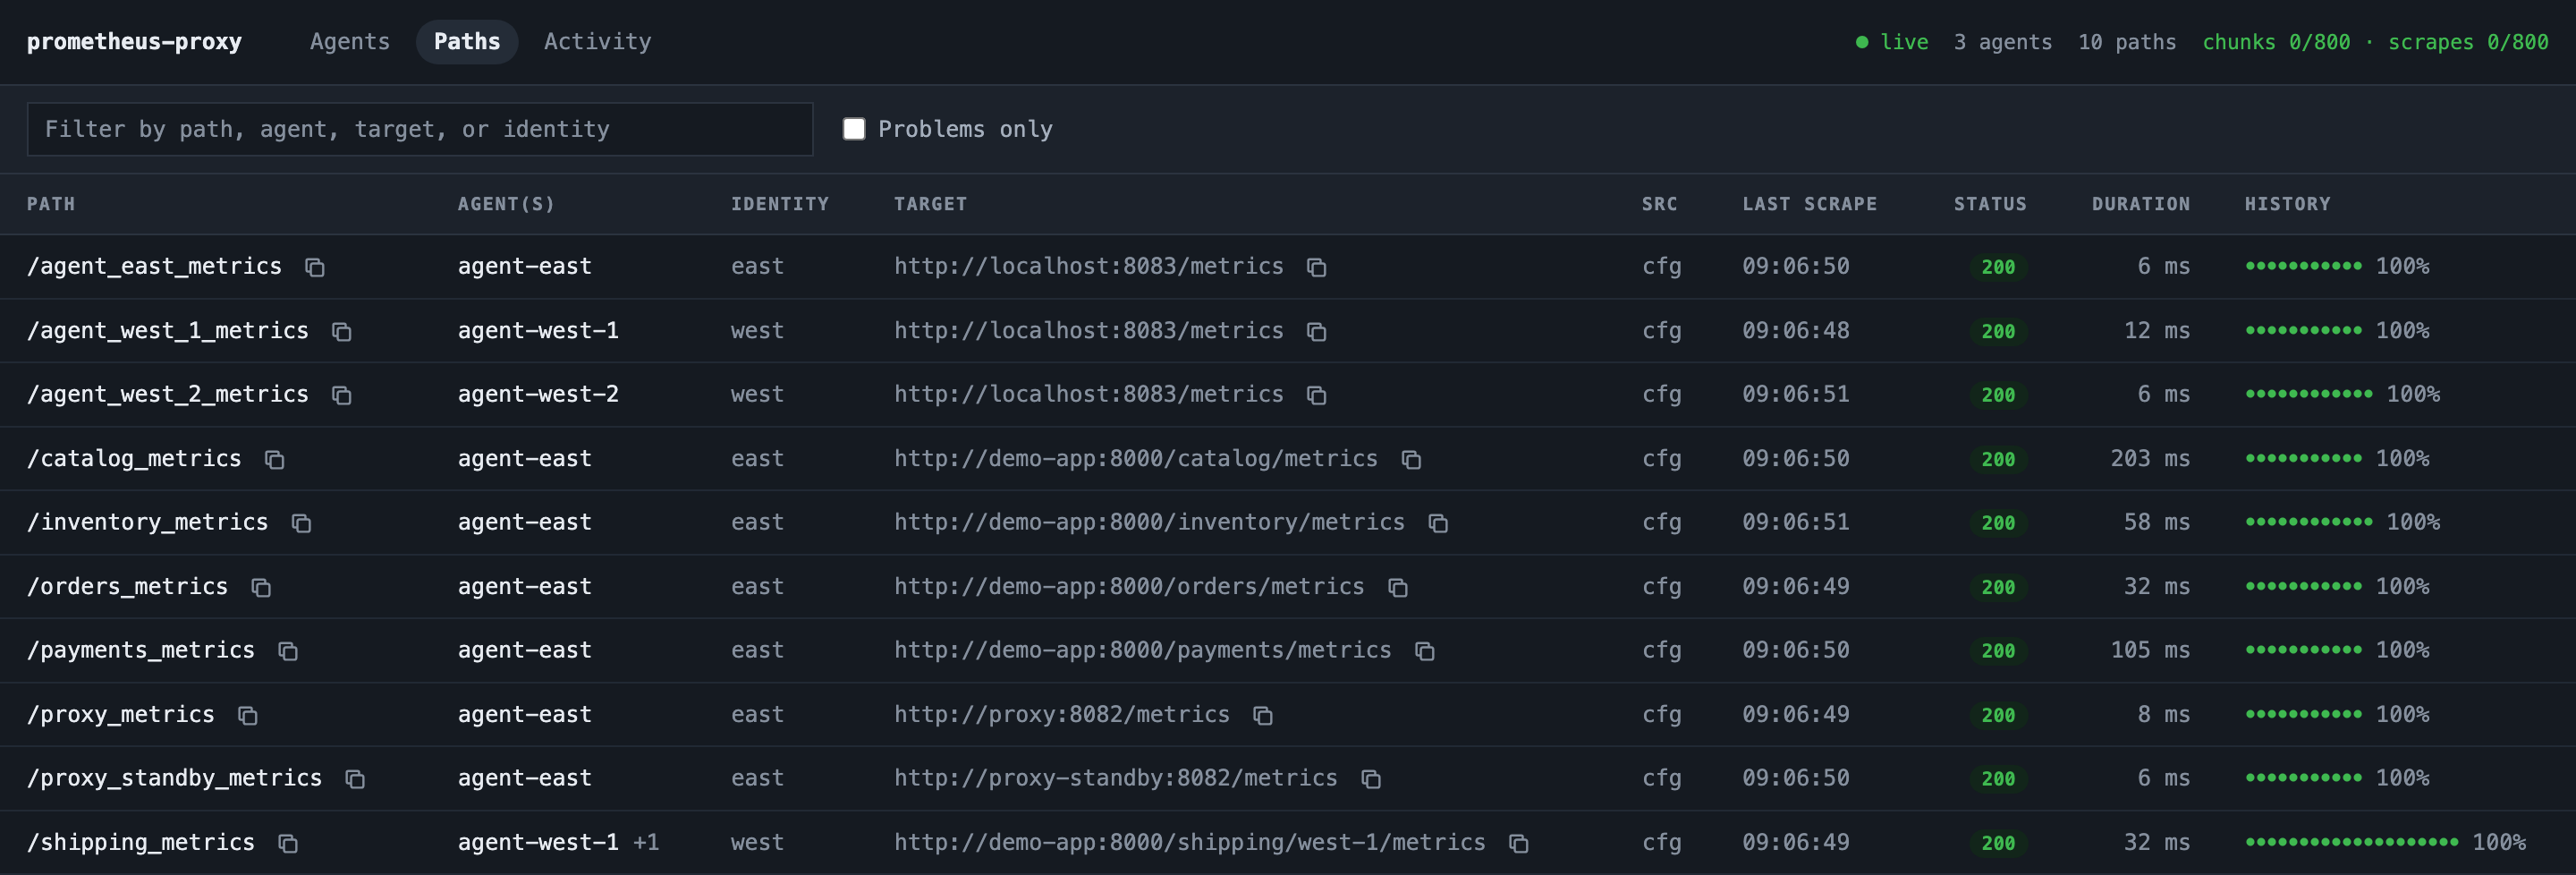 prometheus-proxy Agents Paths Activity live 3 agents 10 paths chunks 0/800 · scrapes 0/800
Filter by path, agent, target, or identity Problems only
PATH AGENT(S) IDENTITY TARGET SRC LAST SCRAPE STATUS DURATION HISTORY
/agent_east_metrics agent-east east http://localhost:8083/metrics cfg 09:06:50 200 6 ms 100%
/agent_west_1_metrics agent-west-1 west http://localhost:8083/metrics cfg 09:06:48 200 12 ms 100%
/agent_west_2_metrics agent-west-2 west http://localhost:8083/metrics cfg 09:06:51 200 6 ms 100%
/catalog_metrics agent-east east http://demo-app:8000/catalog/metrics cfg 09:06:50 200 203 ms 100%
/inventory_metrics agent-east east http://demo-app:8000/inventory/metrics cfg 09:06:51 200 58 ms 100%
/orders_metrics agent-east east http://demo-app:8000/orders/metrics cfg 09:06:49 200 32 ms 100%
/payments_metrics agent-east east http://demo-app:8000/payments/metrics cfg 09:06:50 200 105 ms 100%
/proxy_metrics agent-east east http://proxy:8082/metrics cfg 09:06:49 200 8 ms 100%
/proxy_standby_metrics agent-east east http://proxy-standby:8082/metrics cfg 09:06:50 200 6 ms 100%
/shipping_metrics agent-west-1 +1 west http://demo-app:8000/shipping/west-1/metrics cfg 09:06:49 200 32 ms 100%